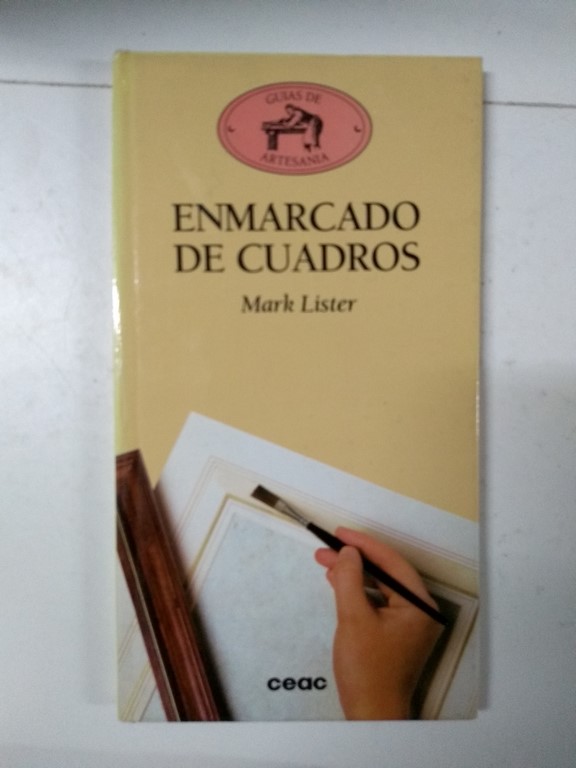 GUIAS DE
ARTESANIA
ENMARCADO
DE CUADROS
Mark Lister
ceac